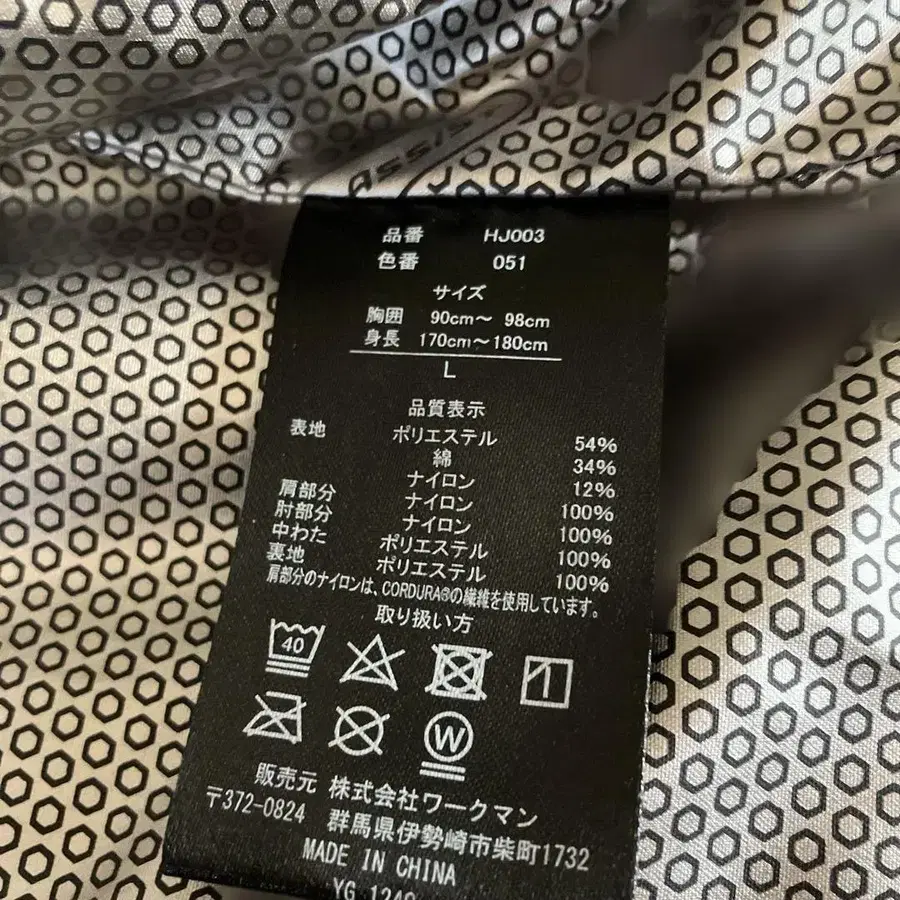 ASSIS
品番 HJ003
色番 051
サイズ
胸囲 90cm～ 98cm
身長 170cm～180cm
L
品質表示
表地 ポリエステル 54%
綿 34%
ナイロン 12%
肩部分 ナイロン 100%
肘部分 ナイロン 100%
中わた ポリエステル 100%
裏地 ポリエステル 100%
肩部分のナイロンは、CORDURA®の繊維を使用しています。
取り扱い方
40
W
販売元 株式会社ワークマン
〒372-0824 群馬県伊勢崎市柴町1732
MADE IN CHINA